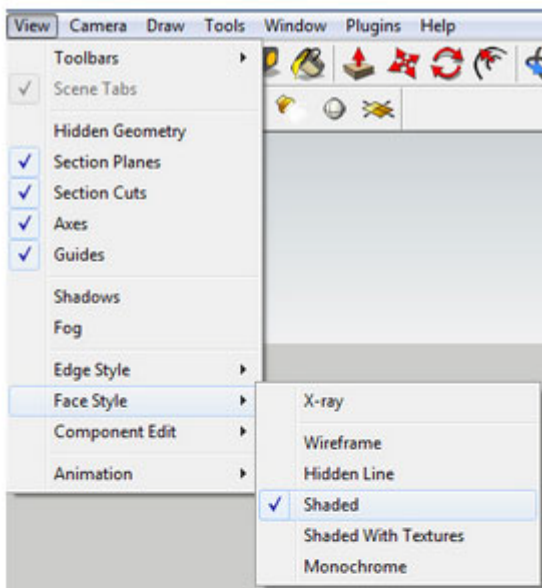 View Camera Draw Tools Window Plugins Help
Toolbars
Scene Tabs
Hidden Geometry
Section Planes
Section Cuts
Axes
Guides
Shadows
Fog
Edge Style
Face Style
Component Edit
Animation
X-ray
Wireframe
Hidden Line
Shaded
Shaded With Textures
Monochrome